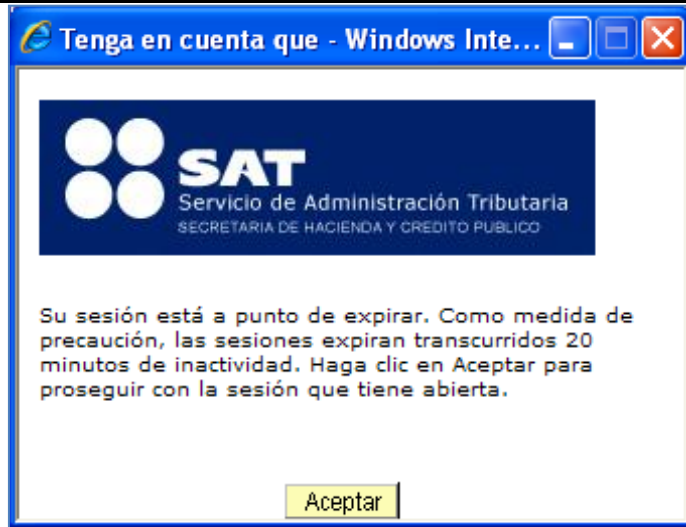 Tenga en cuenta que - Windows Inte...
SAT
Servicio de Administración Tributaria
SECRETARIA DE HACIENDA Y CREDITO PUBLICO
Su sesión está a punto de expirar. Como medida de
precaución, las sesiones expiran transcurridos 20
minutos de inactividad. Haga clic en Aceptar para
proseguir con la sesión que tiene abierta.
Aceptar